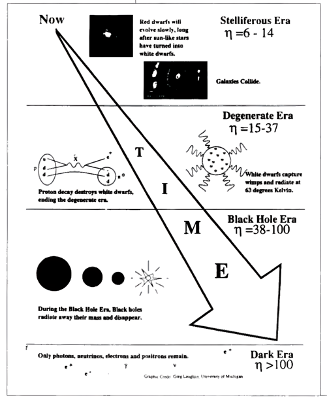 Now
Red dwarfs will
evolve slowly, long
after sun-like stars
have turned into
white dwarfs.
Stelliferous Era
η=6 - 14
Galaxies Collide.
Degenerate Era
η=15-37
T
I
M
E
Proton decay destroys white dwarfs,
ending the degenerate era.
White dwarfs capture
wimps and radiate at
63 degrees Kelvin.
Black Hole Era
η=38-100
During the Black Hole Era, Black holes
radiate away their mass and disappear.
Only photons, neutrinos, electrons and positrons remain.
Dark Era
η>100
Graphic Credit: Greg Laughlin, University of Michigan